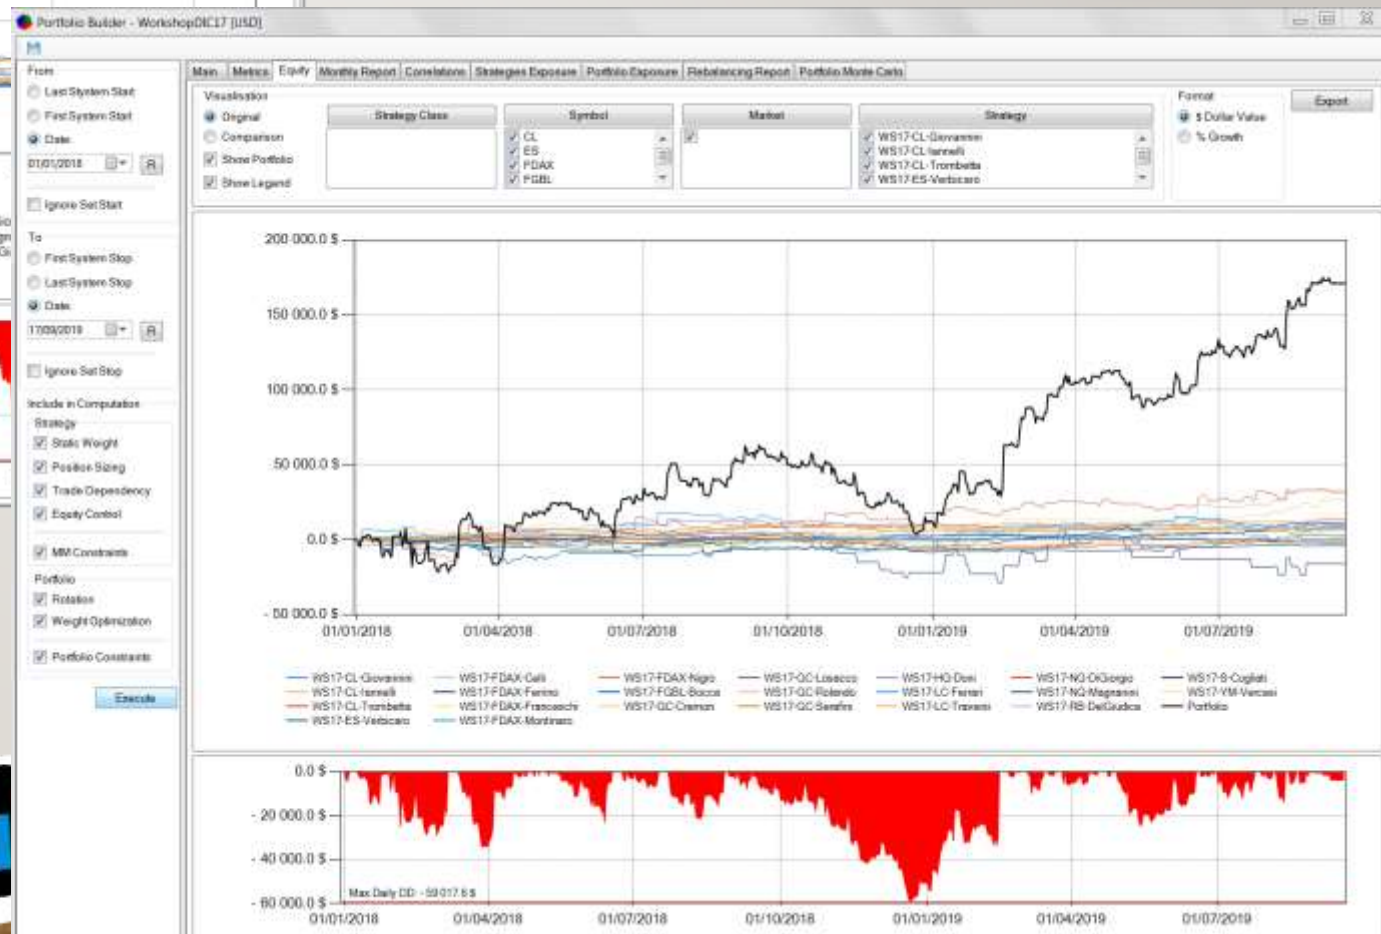 Portfolio Builder - WorkshopDIC17 [USD]
From
Last System Start
First System Start
Date:
01/01/2018
R
Ignore Set Start
To
First System Stop
Last System Stop
Date:
17/09/2019
R
Ignore Set Stop
Include in Computation
Strategy
Static Weight
Position Sizing
Trade Dependency
Equity Control
MM Constraints
Portfolio
Rotation
Weight Optimization
Portfolio Constraints
Execute
Main Metrics Equity Monthly Report Correlations Strategies Exposure Portfolio Exposure Rebalancing Report Portfolio Monte Carlo
Visualisation
Original
Comparison
Show Portfolio
Show Legend
Strategy Class
Symbol
CL
ES
FDAX
FGBL
Market
Strategy
WS17-CL-Giovannini
WS17-CL-Iannelli
WS17-CL-Trombetta
WS17-ES-Verbicaro
Format
$ Dollar Value
% Growth
Export
200 000.0 $
150 000.0 $
100 000.0 $
50 000.0 $
0.0 $
- 50 000.0 $
01/01/2018 01/04/2018 01/07/2018 01/10/2018 01/01/2019 01/04/2019 01/07/2019
WS17-CL-Giovannini WS17-FDAX-Galli WS17-FDAX-Nigro WS17-GC-Losacco WS17-HO-Doni WS17-NG-DiGiorgio WS17-S-Cogliati
WS17-CL-Iannelli WS17-FDAX-Farina WS17-FGBL-Bocca WS17-GC-Rolando WS17-LC-Ferrari WS17-NQ-Magnanini WS17-YM-Vercesi
WS17-CL-Trombetta WS17-FDAX-Franceschi WS17-GC-Cremon WS17-GC-Serafini WS17-LC-Traversi WS17-RB-DelGiudice Portfolio
WS17-ES-Verbicaro WS17-FDAX-Montinaro
0.0 $
- 20 000.0 $
- 40 000.0 $
- 60 000.0 $
Max Daily DD: - 59 017.6 $
01/01/2018 01/04/2018 01/07/2018 01/10/2018 01/01/2019 01/04/2019 01/07/2019